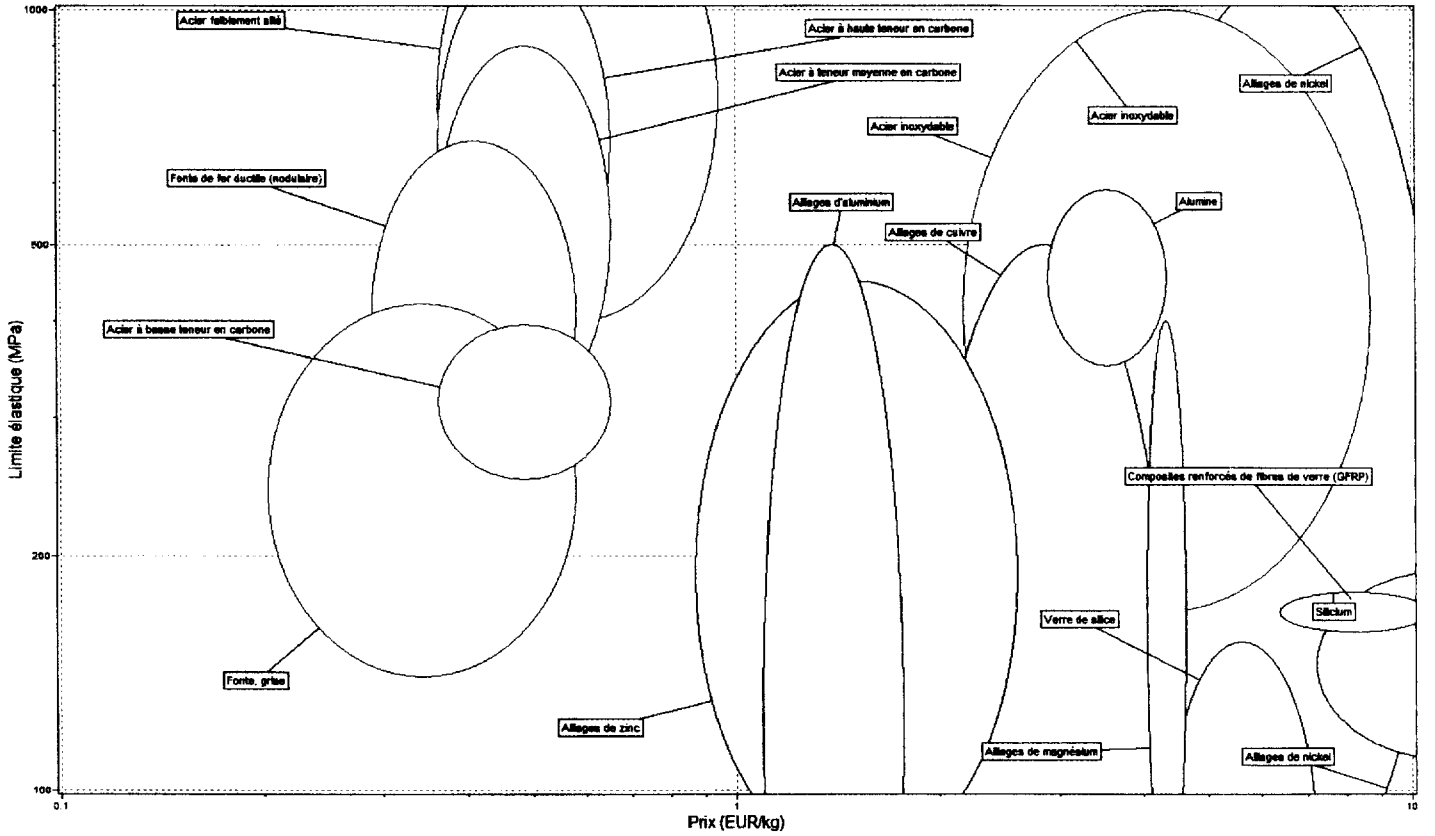 1000
Acier faiblement allié
Acier à haute teneur en carbone
Acier à teneur moyenne en carbone
Alliages de nickel
Acier inoxydable
Acier inoxydable
Fonte de fer ductile (nodulaire)
Alliages d'aluminium
Alumine
Alliages de cuivre
500
Acier à basse teneur en carbone
Limite élastique (MPa)
Composites renforcés de fibres de verre (GFRP)
200
Silicium
Verre de silice
Fonte, grise
Alliages de zinc
Alliages de magnésium
Alliages de nickel
100
0.1
1
10
Prix (EUR/kg)